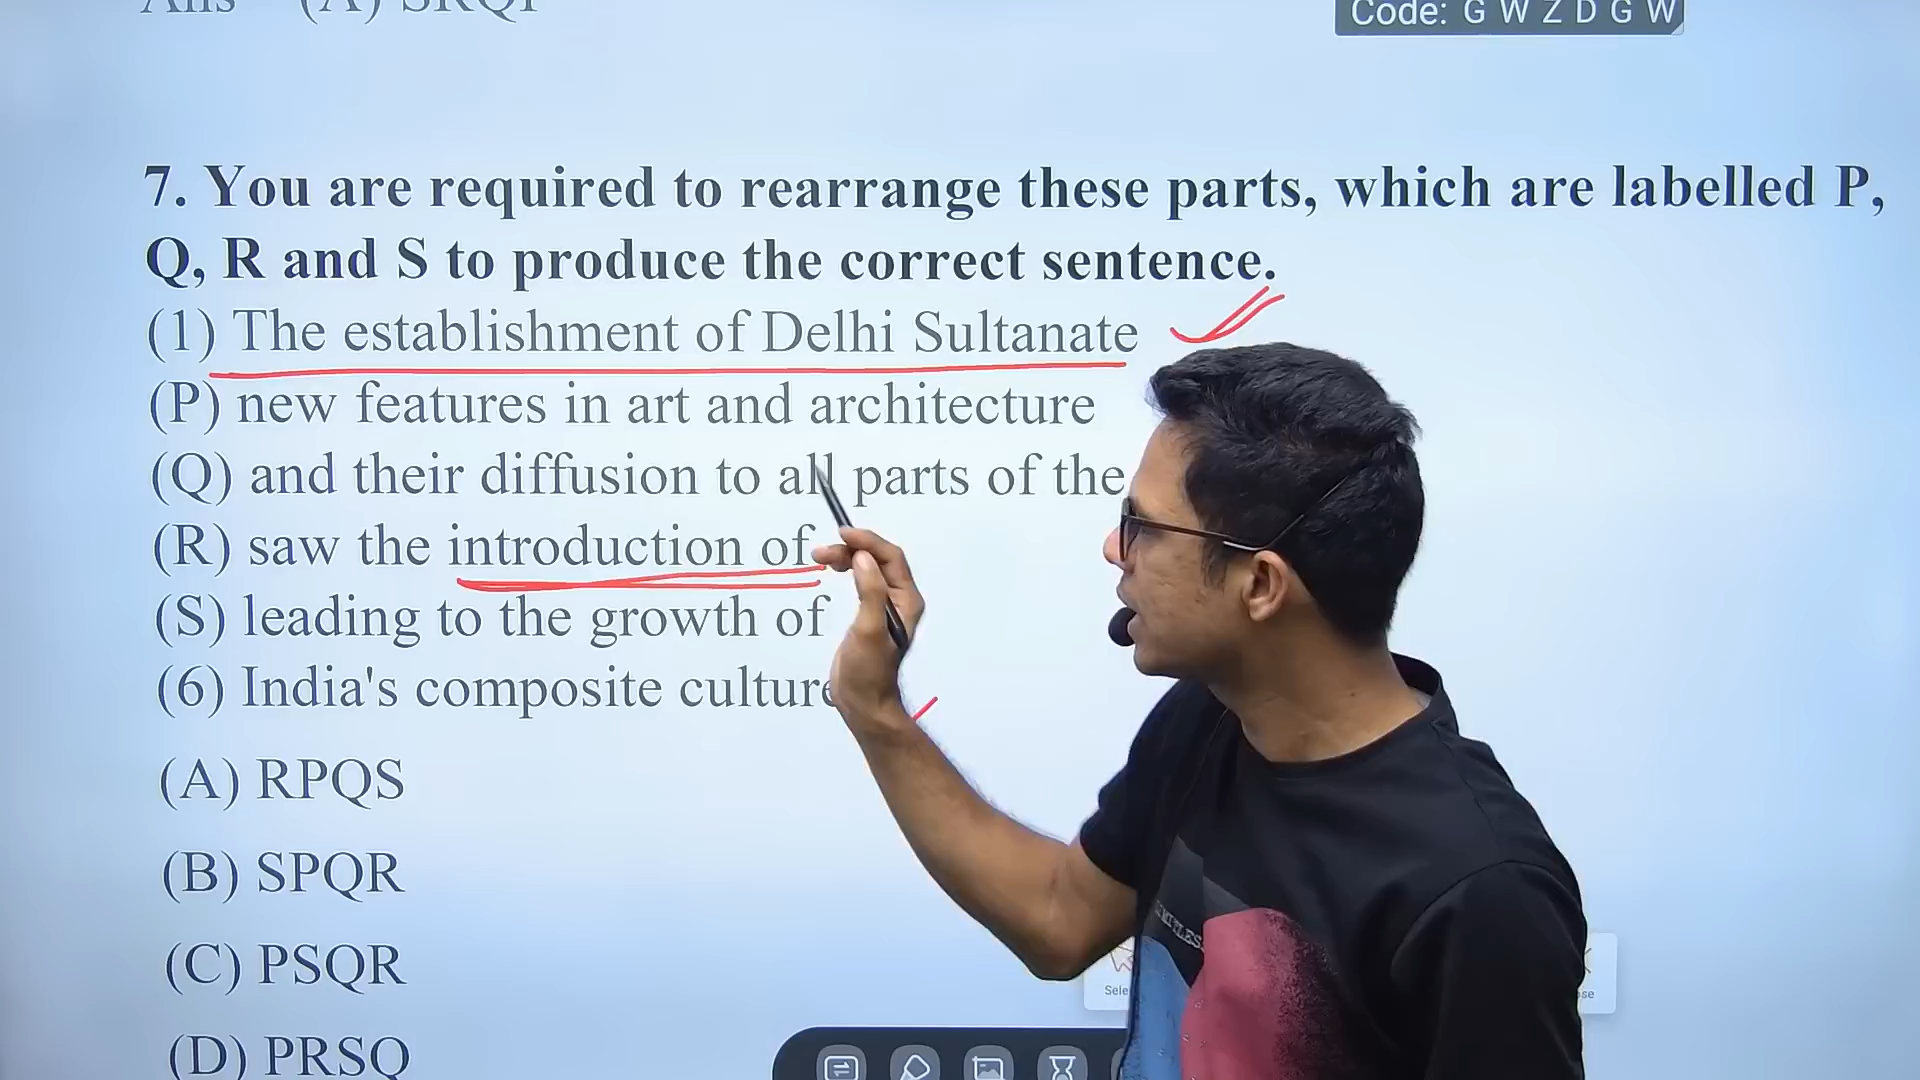 Ans (A) SRQP
Code: G W Z D G W
7. You are required to rearrange these parts, which are labelled P,
Q, R and S to produce the correct sentence.
(1) The establishment of Delhi Sultanate
(P) new features in art and architecture
(Q) and their diffusion to all parts of the
(R) saw the introduction of
(S) leading to the growth of
(6) India's composite culture
(A) RPQS
(B) SPQR
(C) PSQR
(D) PRSQ